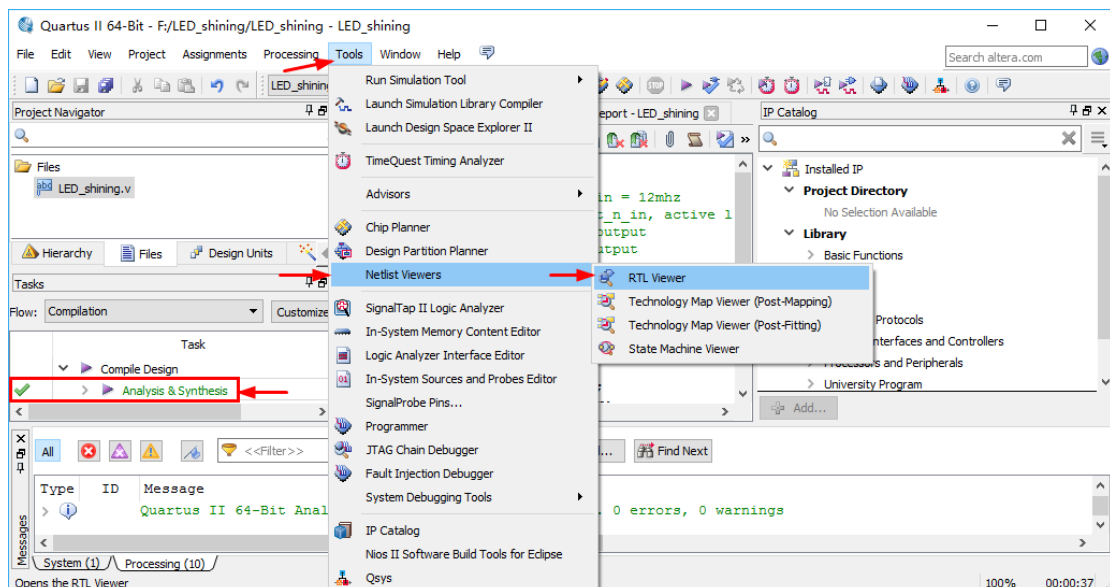 Quartus II 64-Bit - F:/LED_shining/LED_shining - LED_shining
File Edit View Project Assignments Processing Tools Window Help
Search altera.com
LED_shining
Project Navigator
Files
LED_shining.v
Hierarchy Files Design Units
Tasks
Flow: Compilation Customize
Task
Compile Design
Analysis & Synthesis
Run Simulation Tool
Launch Simulation Library Compiler
Launch Design Space Explorer II
TimeQuest Timing Analyzer
Advisors
Chip Planner
Design Partition Planner
Netlist Viewers
SignalTap II Logic Analyzer
In-System Memory Content Editor
Logic Analyzer Interface Editor
In-System Sources and Probes Editor
SignalProbe Pins...
Programmer
JTAG Chain Debugger
Fault Injection Debugger
System Debugging Tools
IP Catalog
Nios II Software Build Tools for Eclipse
Qsys
RTL Viewer
Technology Map Viewer (Post-Mapping)
Technology Map Viewer (Post-Fitting)
State Machine Viewer
eport - LED_shining
in = 12mhz
t_n_in, active l
output
utput
IP Catalog
Installed IP
Project Directory
No Selection Available
Library
Basic Functions
Protocols
nterfaces and Controllers
Processors and Peripherals
University Program
Add...
All <<Filter>> Find Next
Type ID Message
Quartus II 64-Bit Anal . 0 errors, 0 warnings
Messages
System (1) Processing (10)
Opens the RTL Viewer 100% 00:00:37